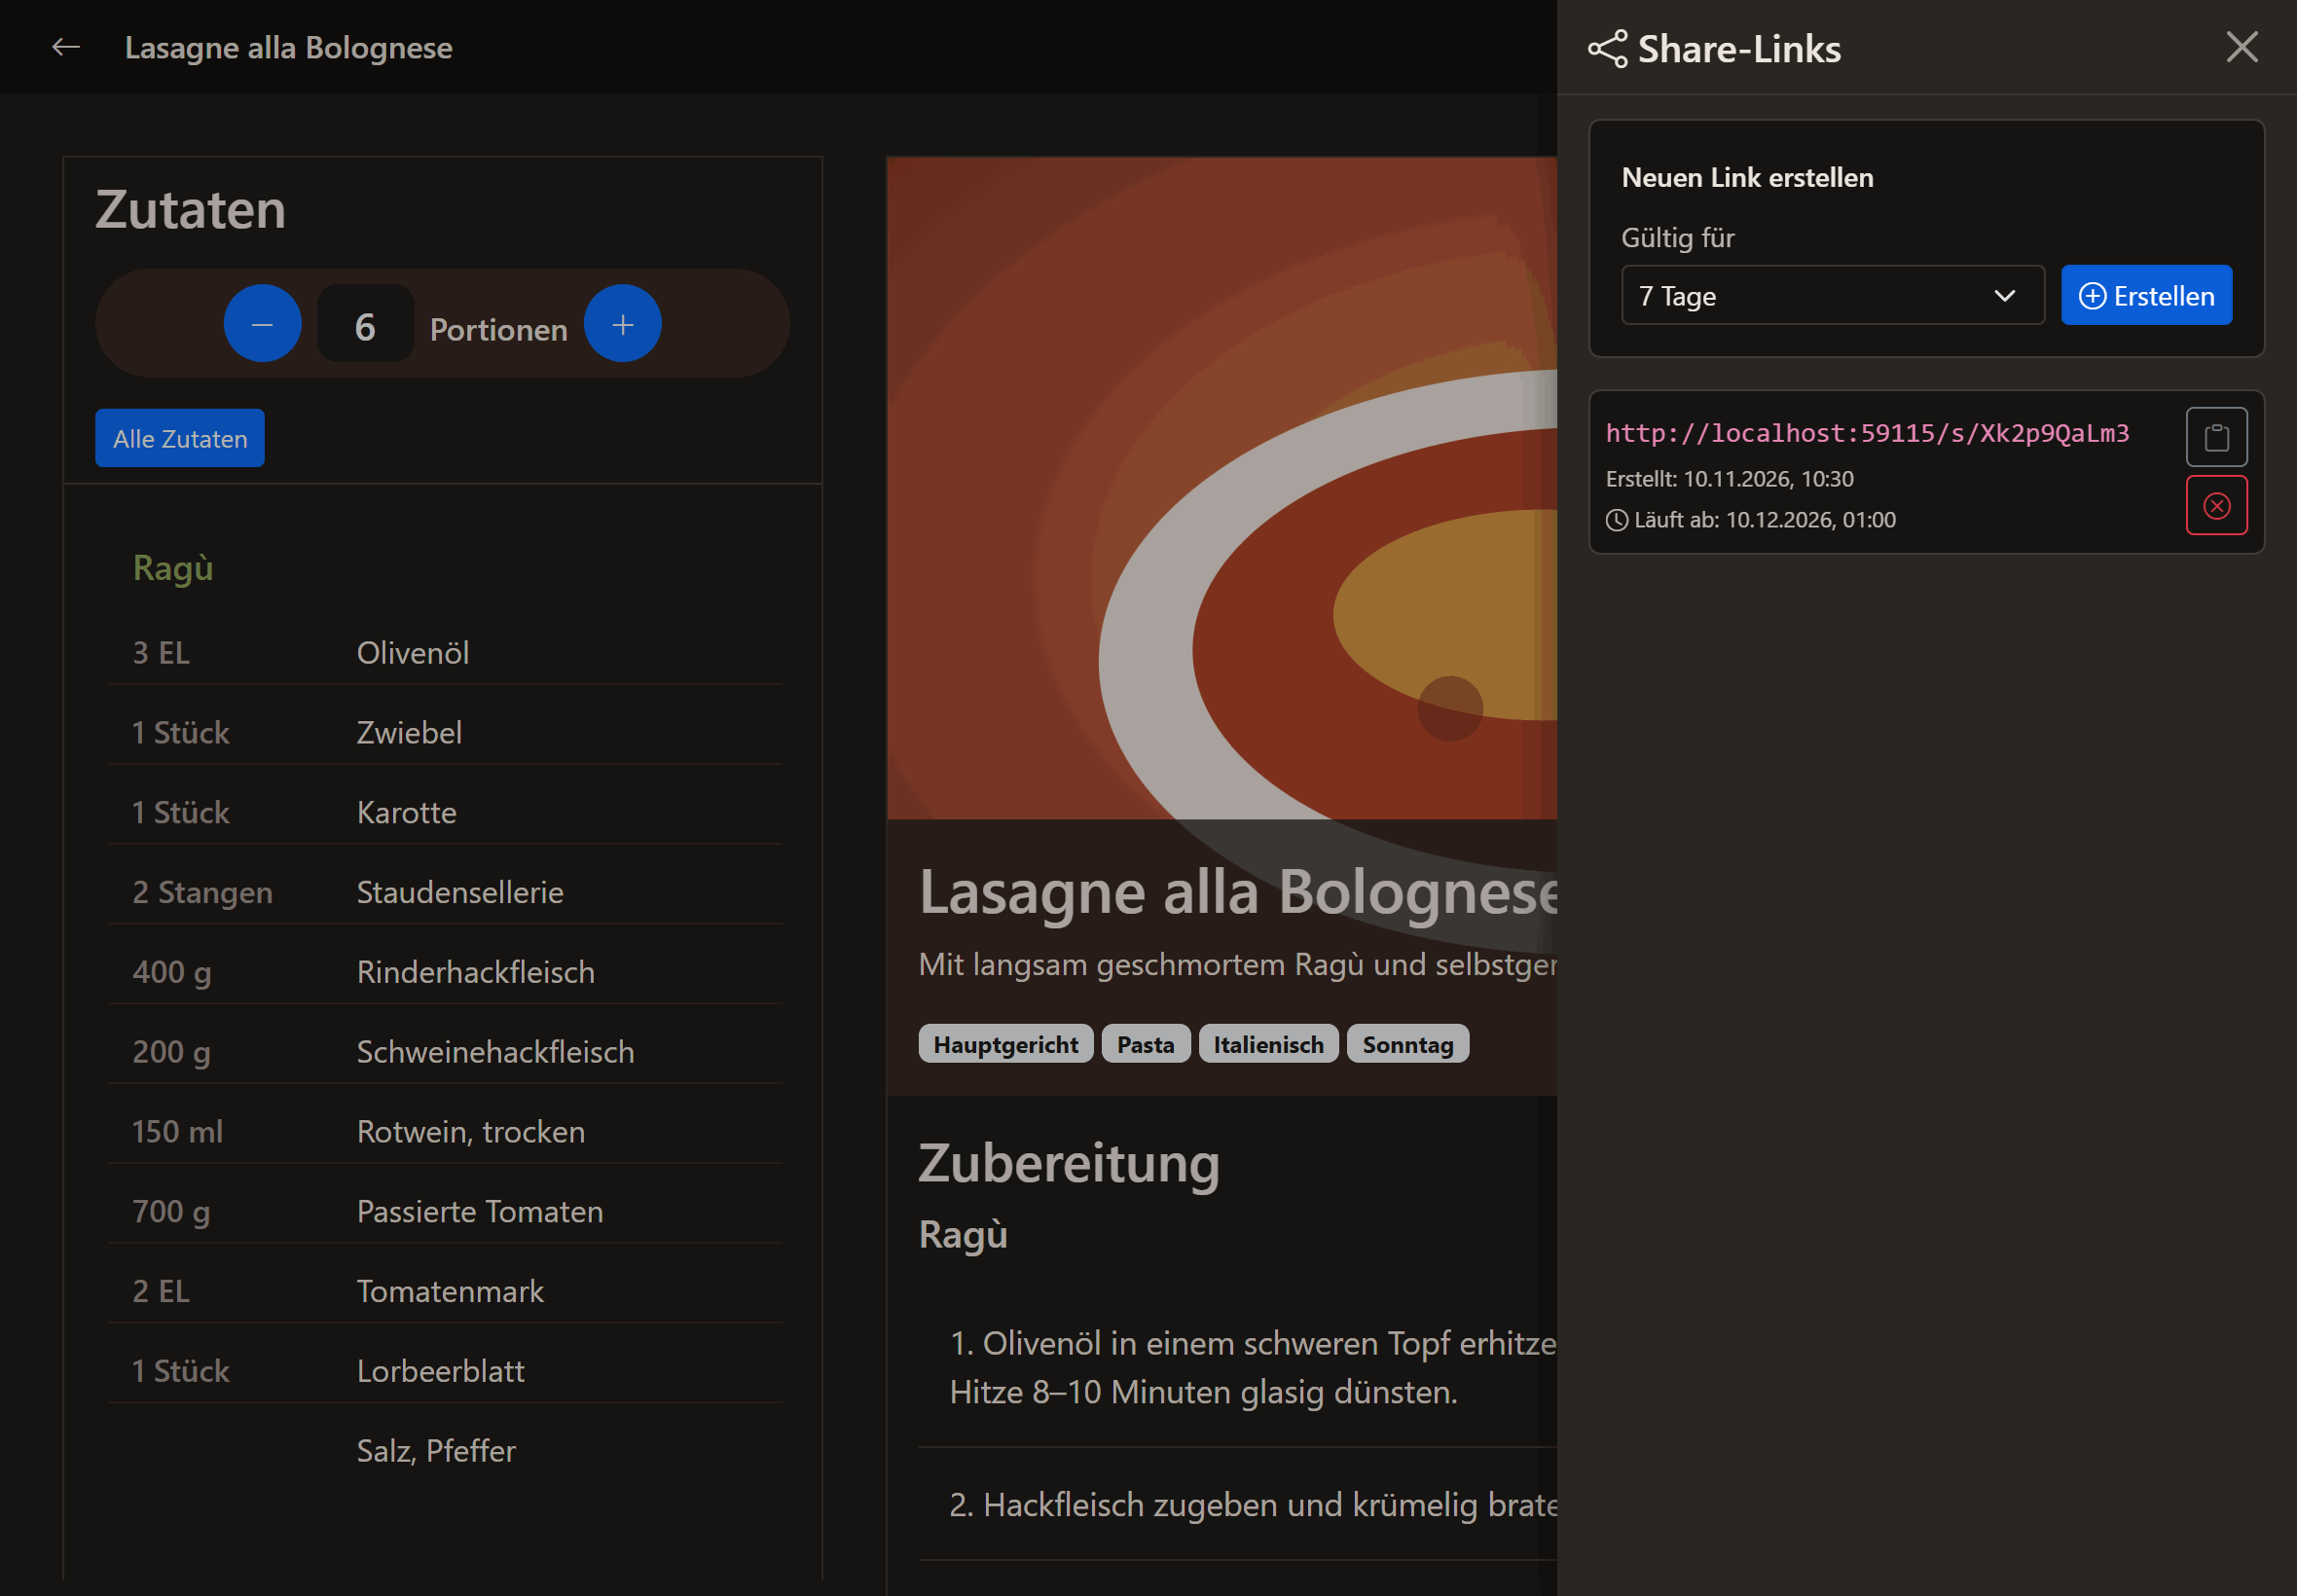 Lasagne alla Bolognese
Zutaten
6 Portionen
Alle Zutaten
Ragù
3 EL Olivenöl
1 Stück Zwiebel
1 Stück Karotte
2 Stangen Staudensellerie
400 g Rinderhackfleisch
200 g Schweinehackfleisch
150 ml Rotwein, trocken
700 g Passierte Tomaten
2 EL Tomatenmark
1 Stück Lorbeerblatt
Salz, Pfeffer
Lasagne alla Bolognese
Mit langsam geschmortem Ragù und
Hauptgericht Pasta Italienisch Sonntag
Zubereitung
Ragù
1. Olivenöl in einem schweren Topf
Hitze 8–10 Minuten glasig dünsten.
2. Hackfleisch zugeben und krümelig
Share-Links
Neuen Link erstellen
Gültig für
7 Tage
Erstellen
http://localhost:59115/s/Xk2p9QaLm3
Erstellt: 10.11.2026, 10:30
Läuft ab: 10.12.2026, 01:00